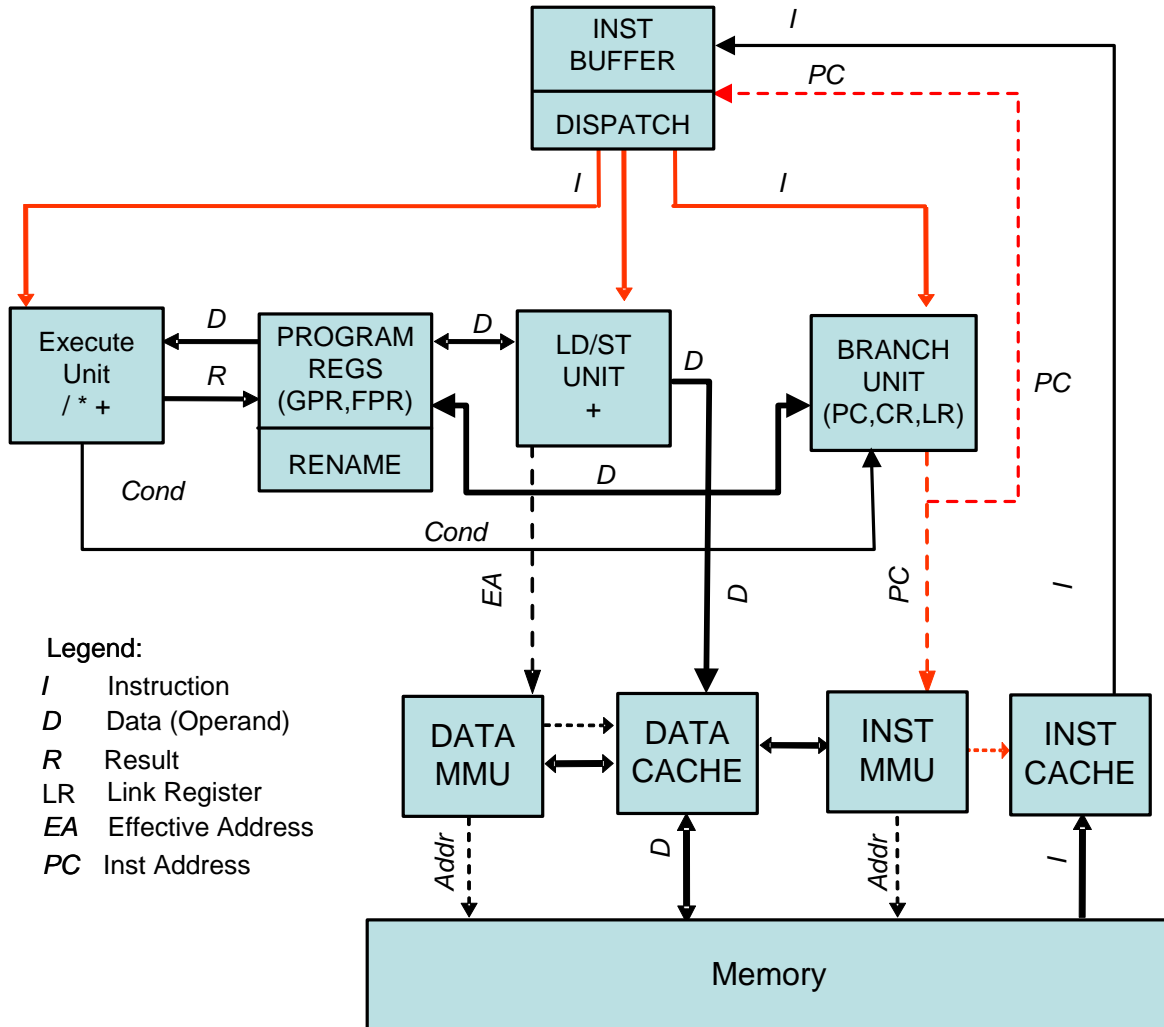 I
INST
BUFFER
PC
DISPATCH
I
I
D
R
Execute
Unit
/ * +
PROGRAM
REGS
(GPR,FPR)
RENAME
D
LD/ST
UNIT
+
D
BRANCH
UNIT
(PC,CR,LR)
PC
D
Cond
Cond
EA
D
PC
I
Legend:
I Instruction
D Data (Operand)
R Result
LR Link Register
EA Effective Address
PC Inst Address
DATA
MMU
DATA
CACHE
INST
MMU
INST
CACHE
Addr
D
Addr
I
Memory